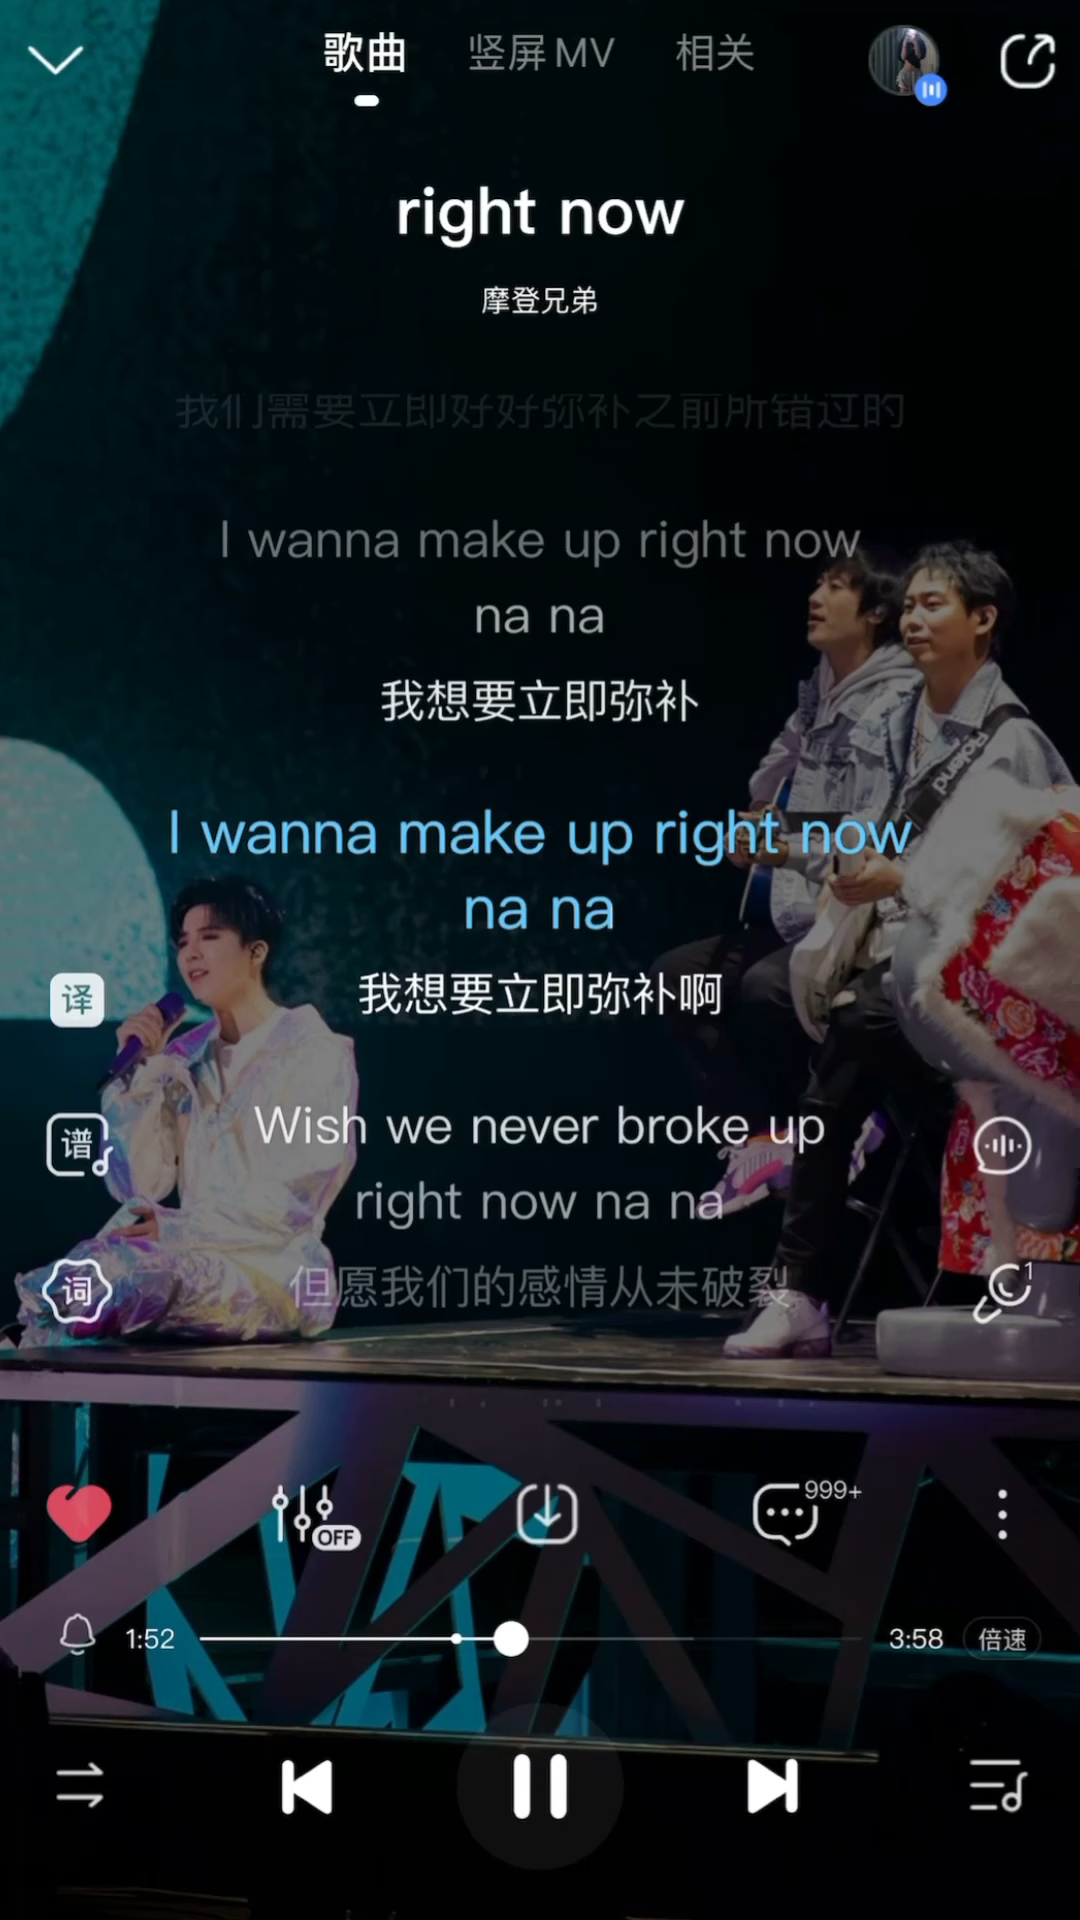 歌曲 竖屏MV 相关
right now
摩登兄弟
我们需要立即好好弥补之前所错过的
I wanna make up right now
na na
我想要立即弥补
I wanna make up right now
na na
我想要立即弥补啊
Wish we never broke up
right now na na
但愿我们的感情从未破裂
Roland
译
谱
词
1
OFF
999+
1:52 3:58 倍速